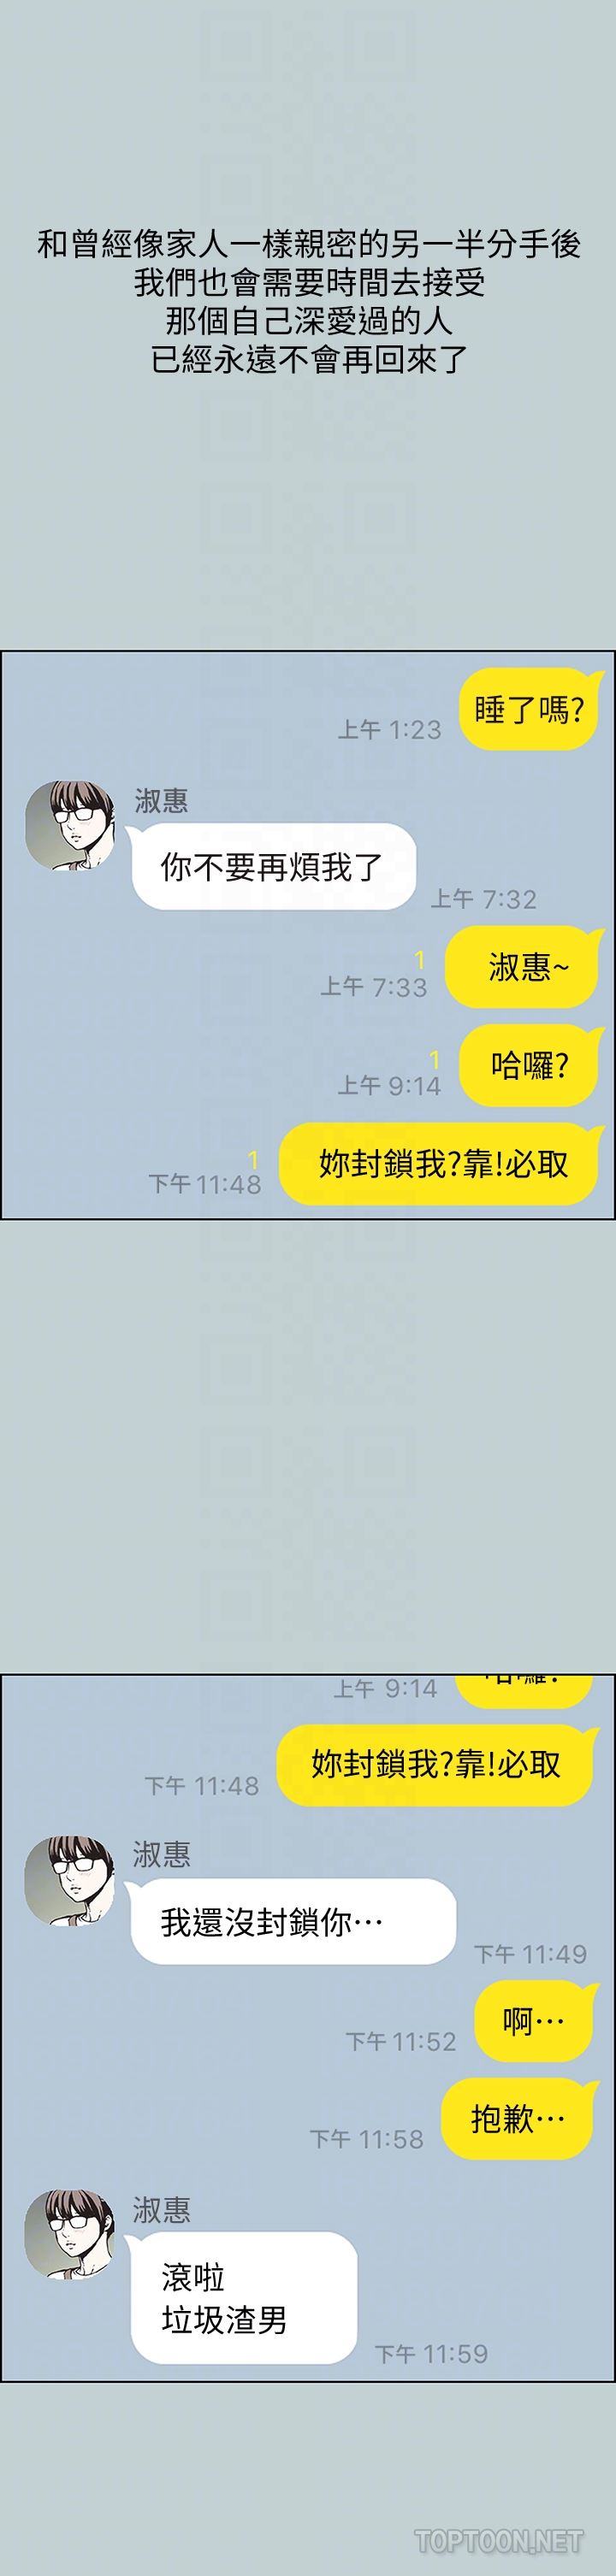 和曾經像家人一樣親密的另一半分手後
我們也會需要時間去接受
那個自己深愛過的人
已經永遠不會再回來了
睡了嗎?
上午 1:23
淑惠
你不要再煩我了
上午 7:32
淑惠~
1
上午 7:33
哈囉?
1
上午 9:14
妳封鎖我?靠!必取
1
下午 11:48
哈囉?
上午 9:14
妳封鎖我?靠!必取
下午 11:48
淑惠
我還沒封鎖你…
下午 11:49
啊…
下午 11:52
抱歉…
下午 11:58
淑惠
滾啦
垃圾渣男
下午 11:59
TOPTOON.NET